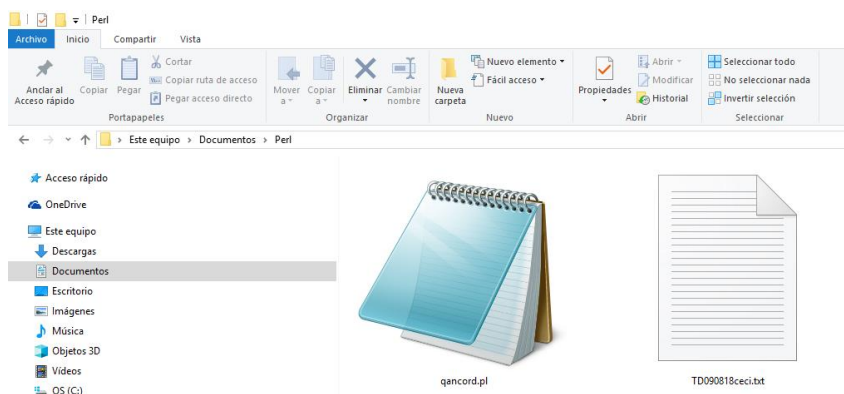 Perl
Archivo Inicio Compartir Vista
Anclar al Acceso rápido
Copiar
Pegar
Cortar
Copiar ruta de acceso
Pegar acceso directo
Portapapeles
Mover a
Copiar a
Eliminar
Cambiar nombre
Organizar
Nueva carpeta
Nuevo elemento
Fácil acceso
Nuevo
Propiedades
Abrir
Modificar
Historial
Abrir
Seleccionar todo
No seleccionar nada
Invertir selección
Seleccionar
Este equipo > Documentos > Perl
Acceso rápido
OneDrive
Este equipo
Descargas
Documentos
Escritorio
Imágenes
Música
Objetos 3D
Vídeos
OS (C:)
qancord.pl
TD090818ceci.txt